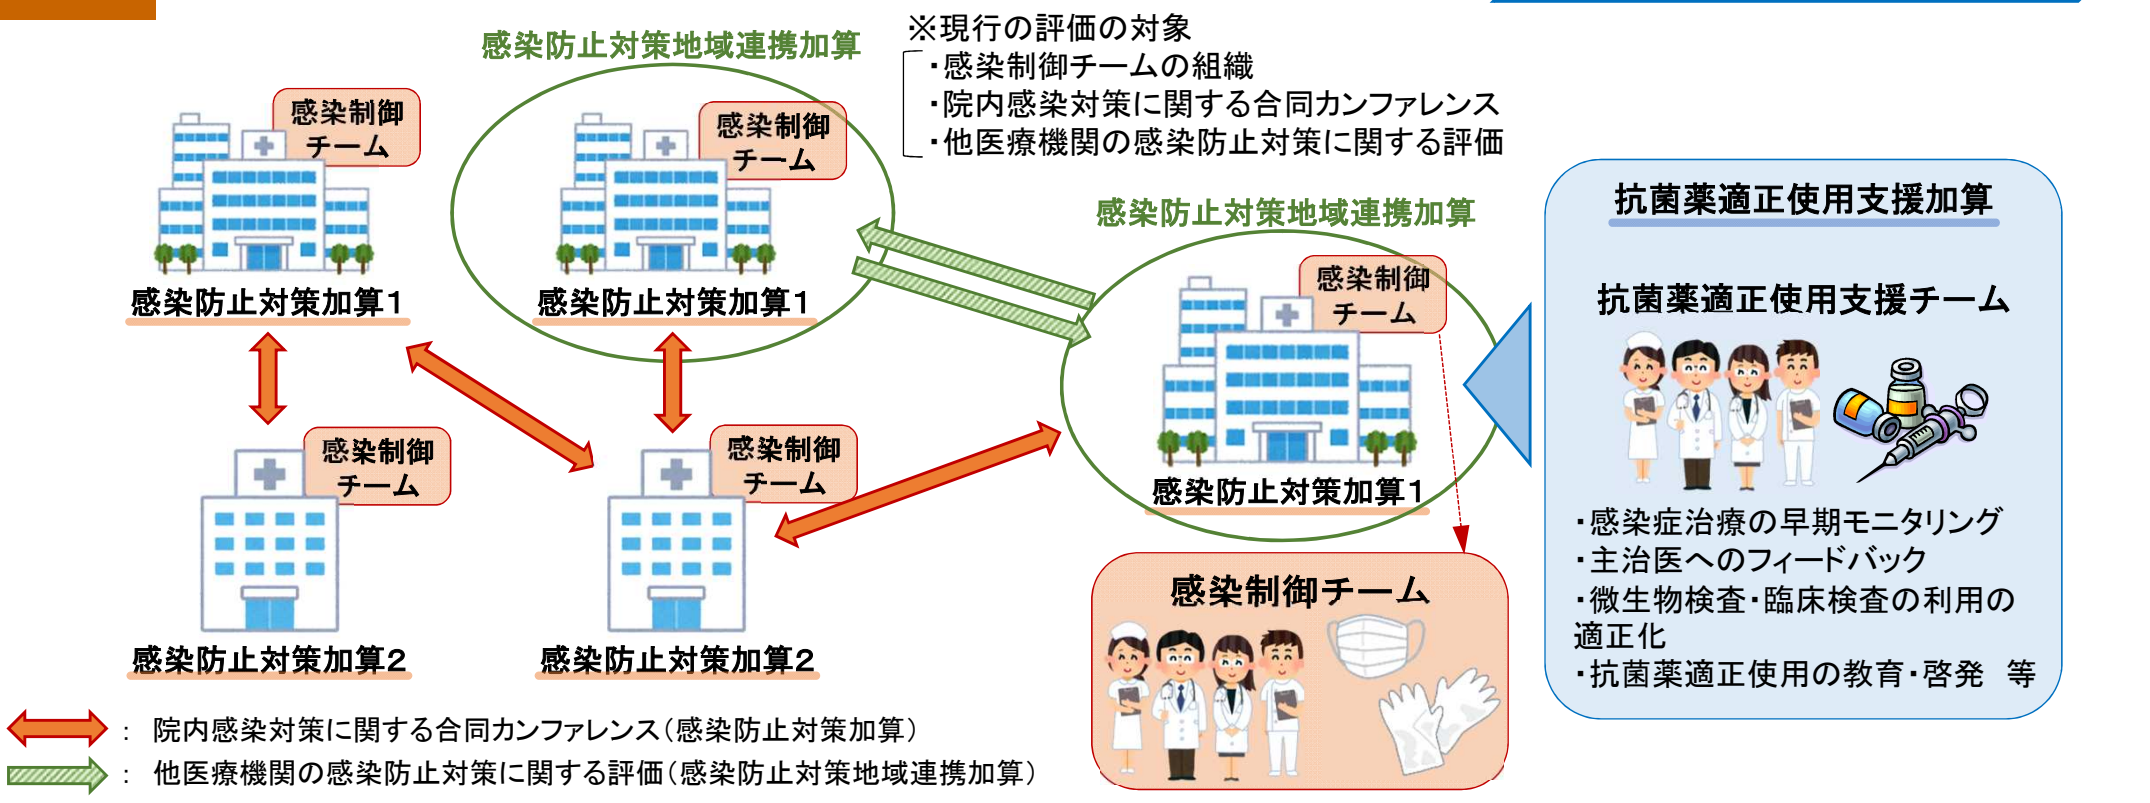 感染防止対策地域連携加算
※現行の評価の対象
・感染制御チームの組織
・院内感染対策に関する合同カンファレンス
・他医療機関の感染防止対策に関する評価
感染制御
チーム
感染防止対策加算1
感染制御
チーム
感染防止対策加算1
感染防止対策地域連携加算
感染制御
チーム
感染防止対策加算1
感染制御
チーム
感染防止対策加算2
感染制御
チーム
感染防止対策加算2
感染制御チーム
抗菌薬適正使用支援加算
抗菌薬適正使用支援チーム
・感染症治療の早期モニタリング
・主治医へのフィードバック
・微生物検査・臨床検査の利用の
適正化
・抗菌薬適正使用の教育・啓発　等
： 院内感染対策に関する合同カンファレンス（感染防止対策加算）
： 他医療機関の感染防止対策に関する評価（感染防止対策地域連携加算）